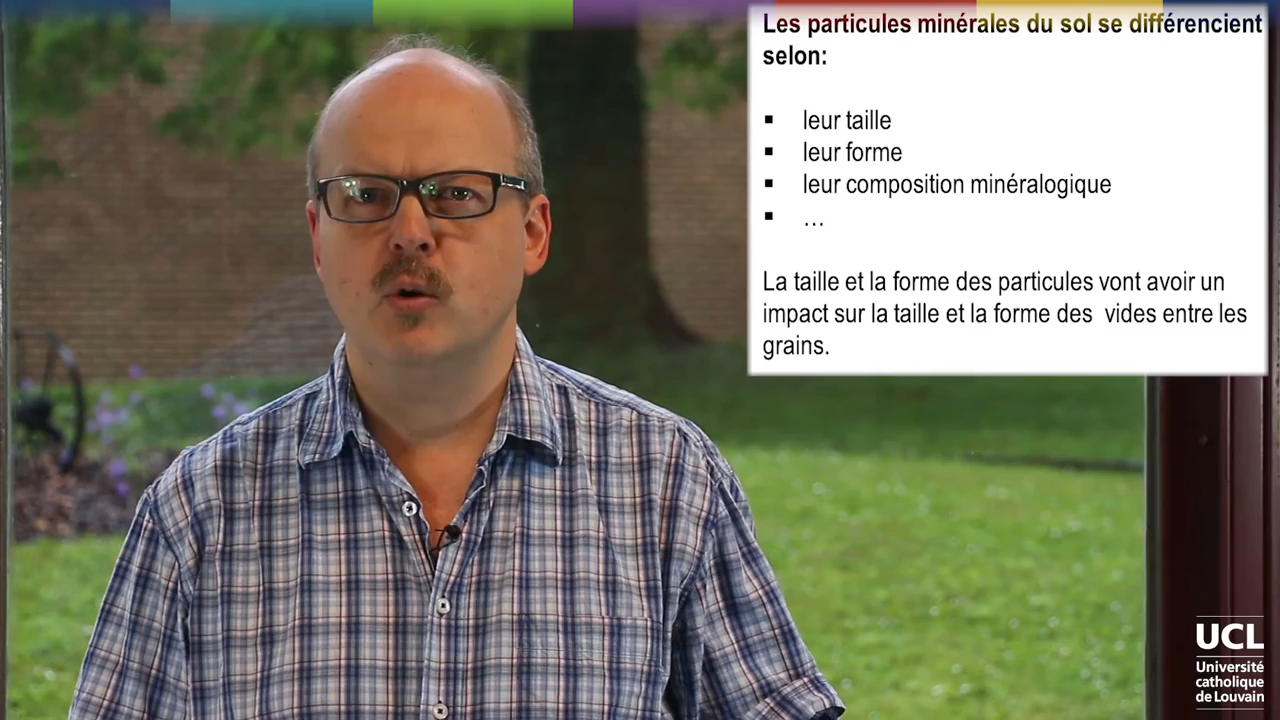 Les particules minérales du sol se différencient
selon:
▪ leur taille
▪ leur forme
▪ leur composition minéralogique
▪ …
La taille et la forme des particules vont avoir un
impact sur la taille et la forme des vides entre les
grains.
UCL
Université
catholique
de Louvain